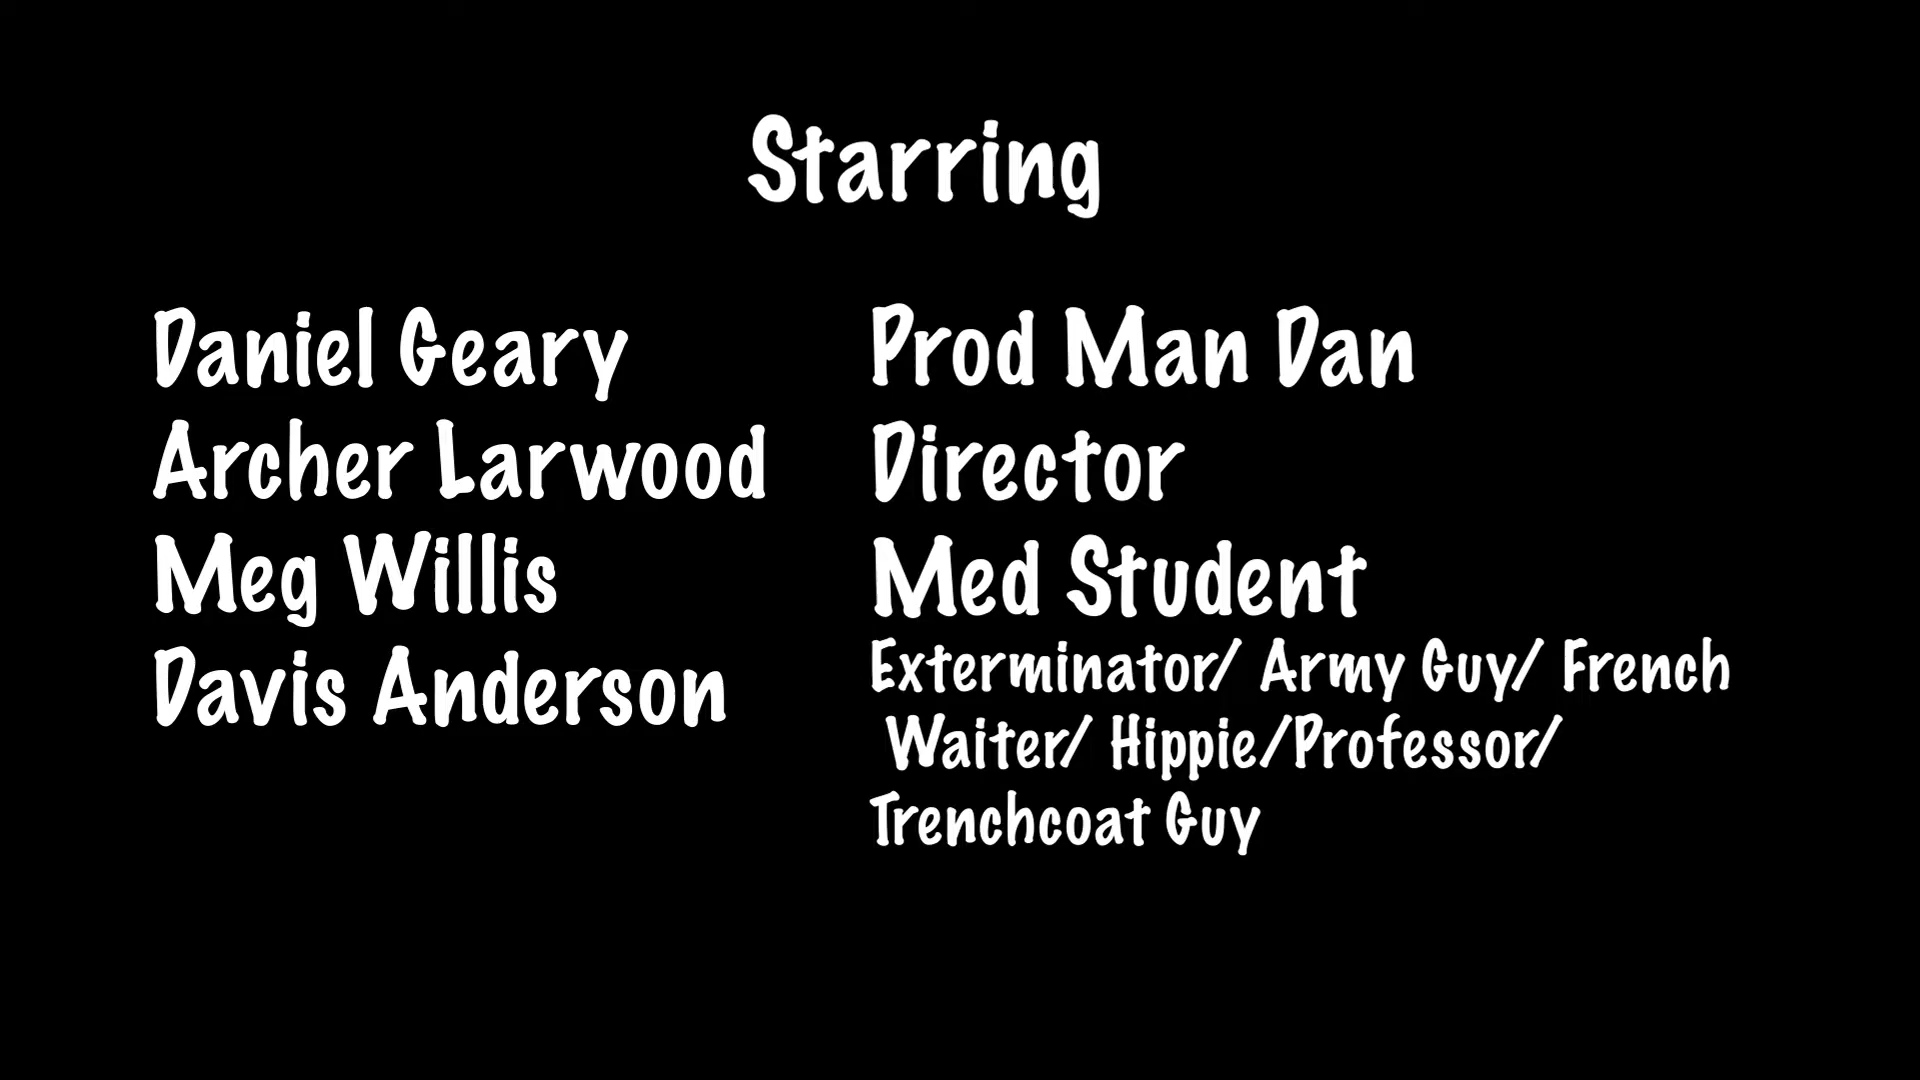 Starring
Daniel Geary Prod Man Dan
Archer Larwood Director
Meg Willis Med Student
Davis Anderson Exterminator/ Army Guy/ French
Waiter/ Hippie/Professor/
Trenchcoat Guy